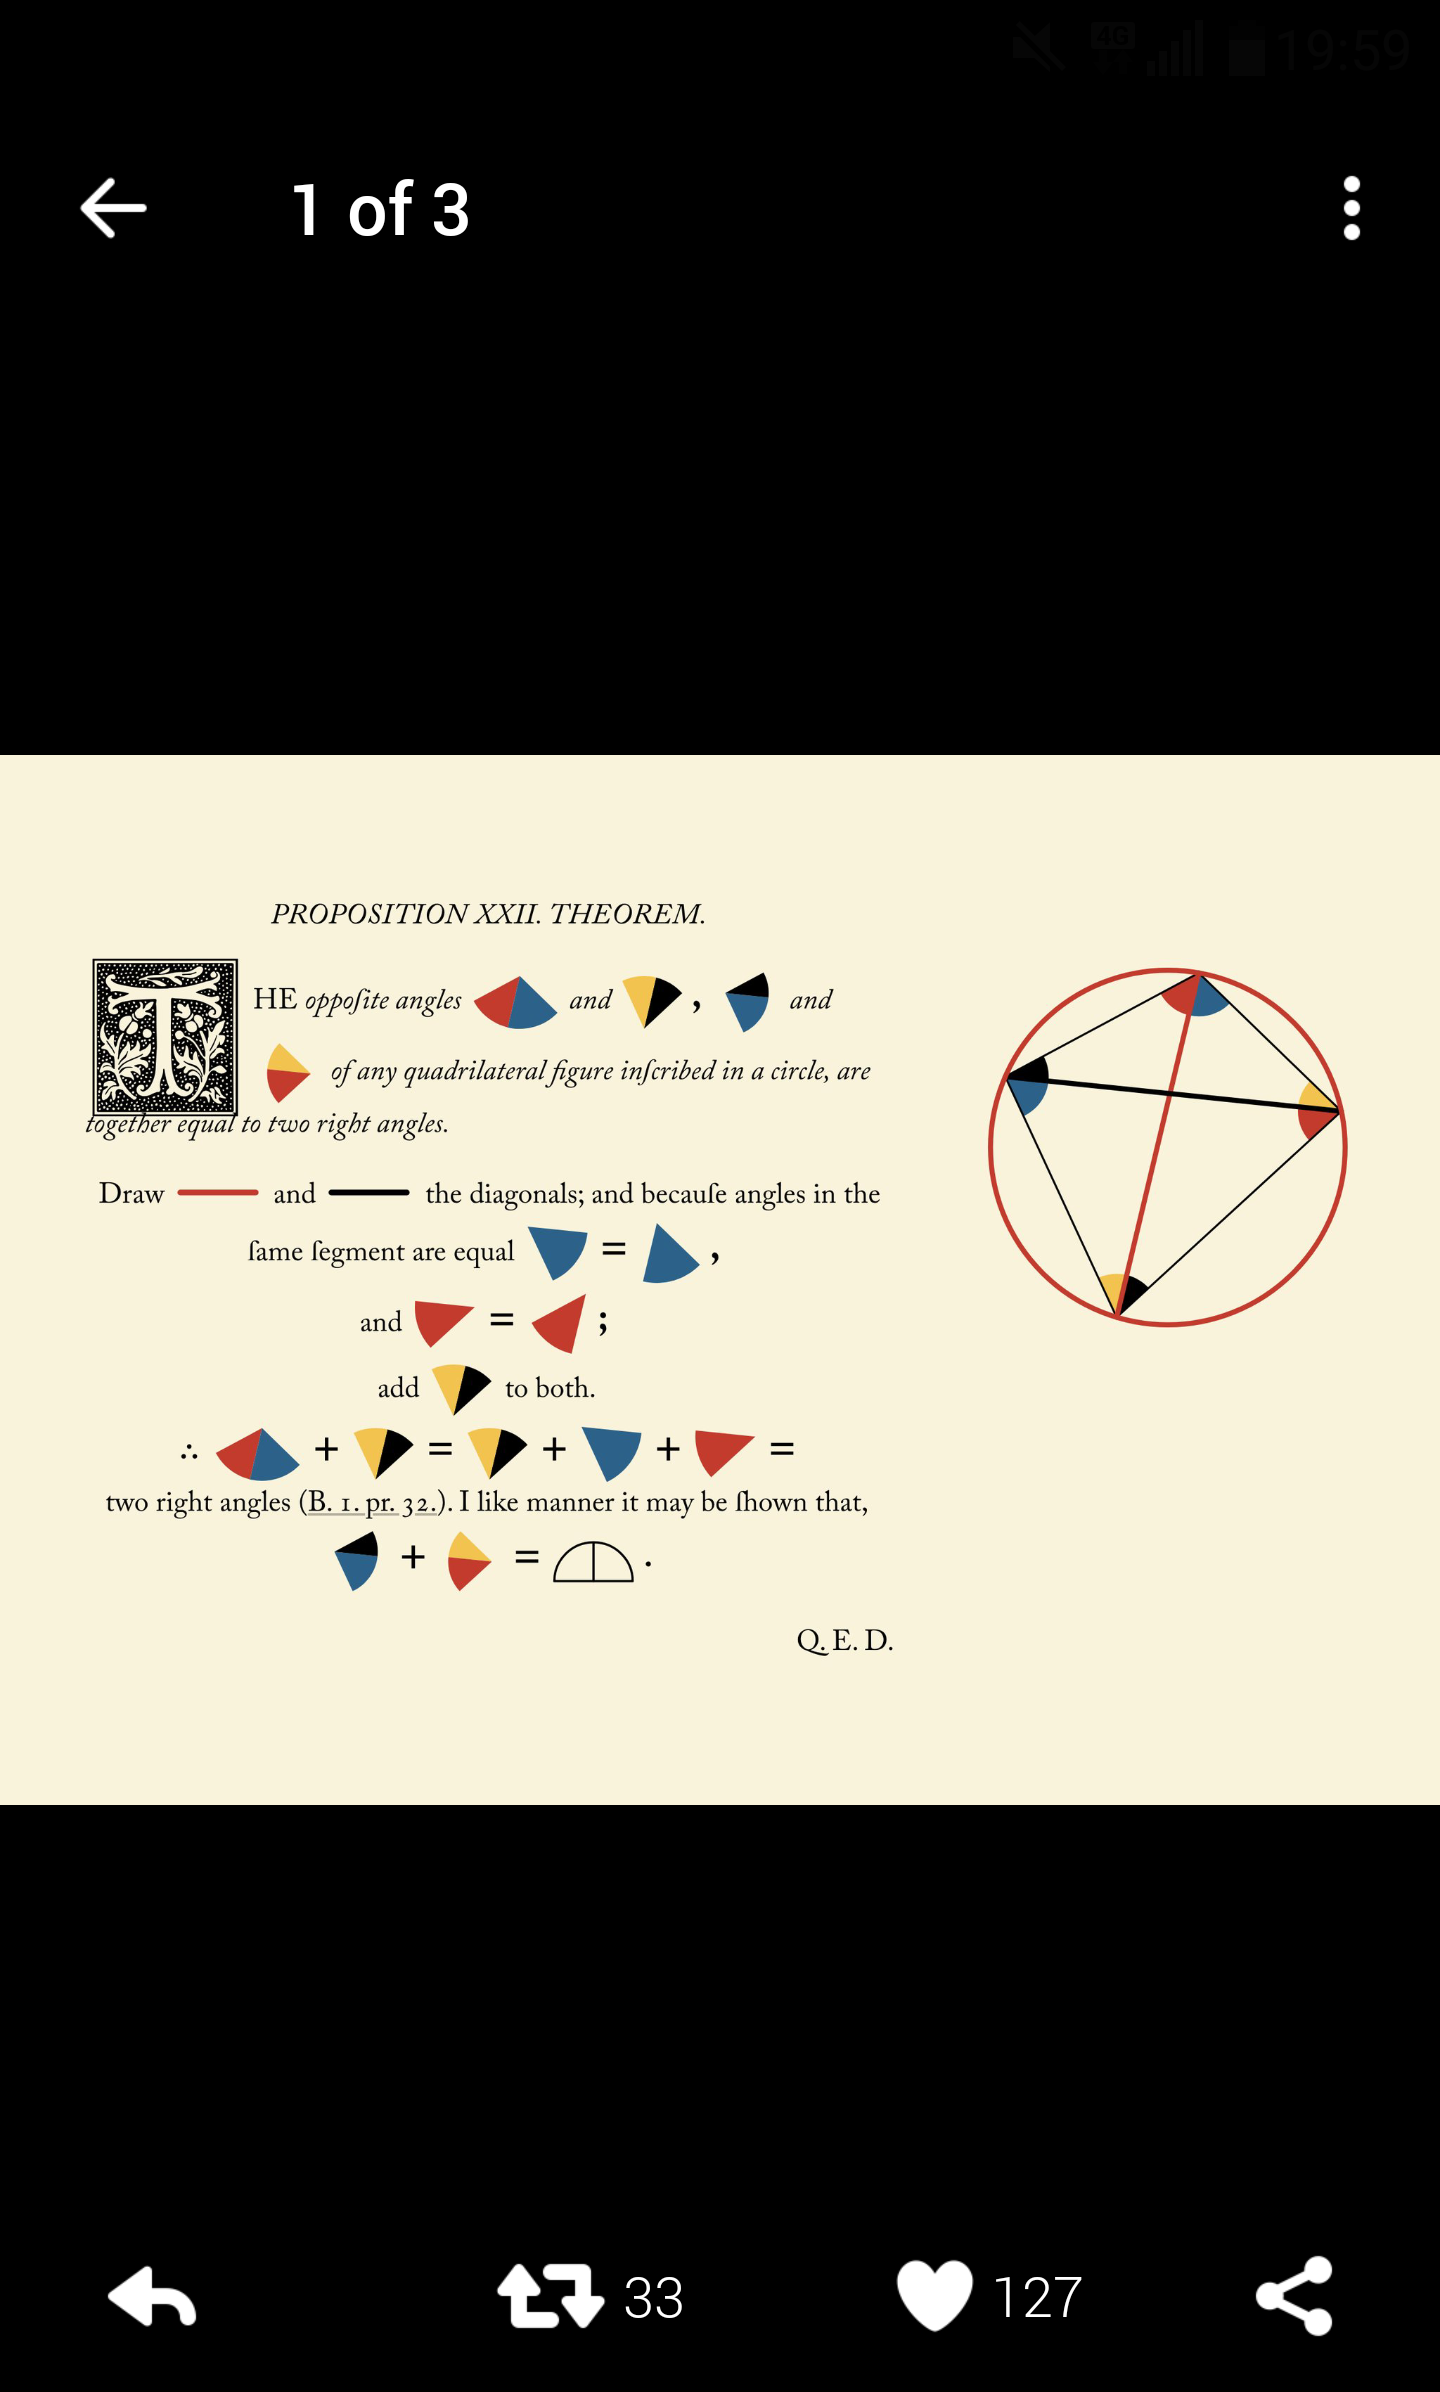 4G 19:59
1 of 3
PROPOSITION XXII. THEOREM.
THE oppoſite angles and , and
of any quadrilateral figure inſcribed in a circle, are
together equal to two right angles.
Draw and the diagonals; and becauſe angles in the
ſame ſegment are equal = ,
and = ;
add to both.
∴ + = + + =
two right angles (B. 1. pr. 32.). I like manner it may be ſhown that,
+ = .
Q. E. D.
33 127